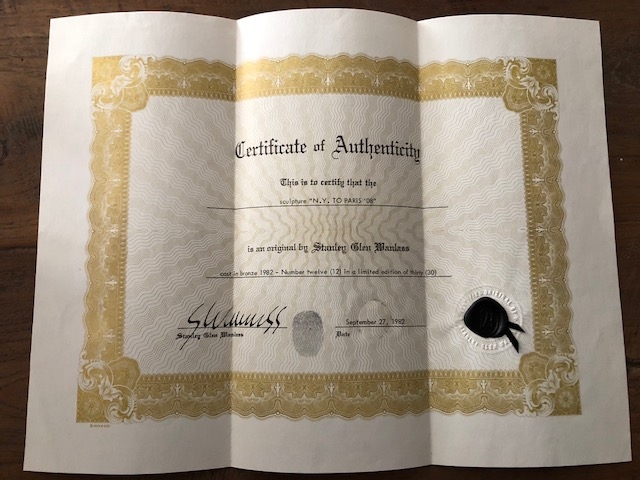 Certificate of Authenticity
This is to certify that the
sculpture "N.Y. TO PARIS '08"
is an original by Stanley Glen Wanlass
cast in bronze 1982 - Number twelve (12) in a limited edition of thirty (30)
September 27, 1982
Stanley Glen Wanlass
Date